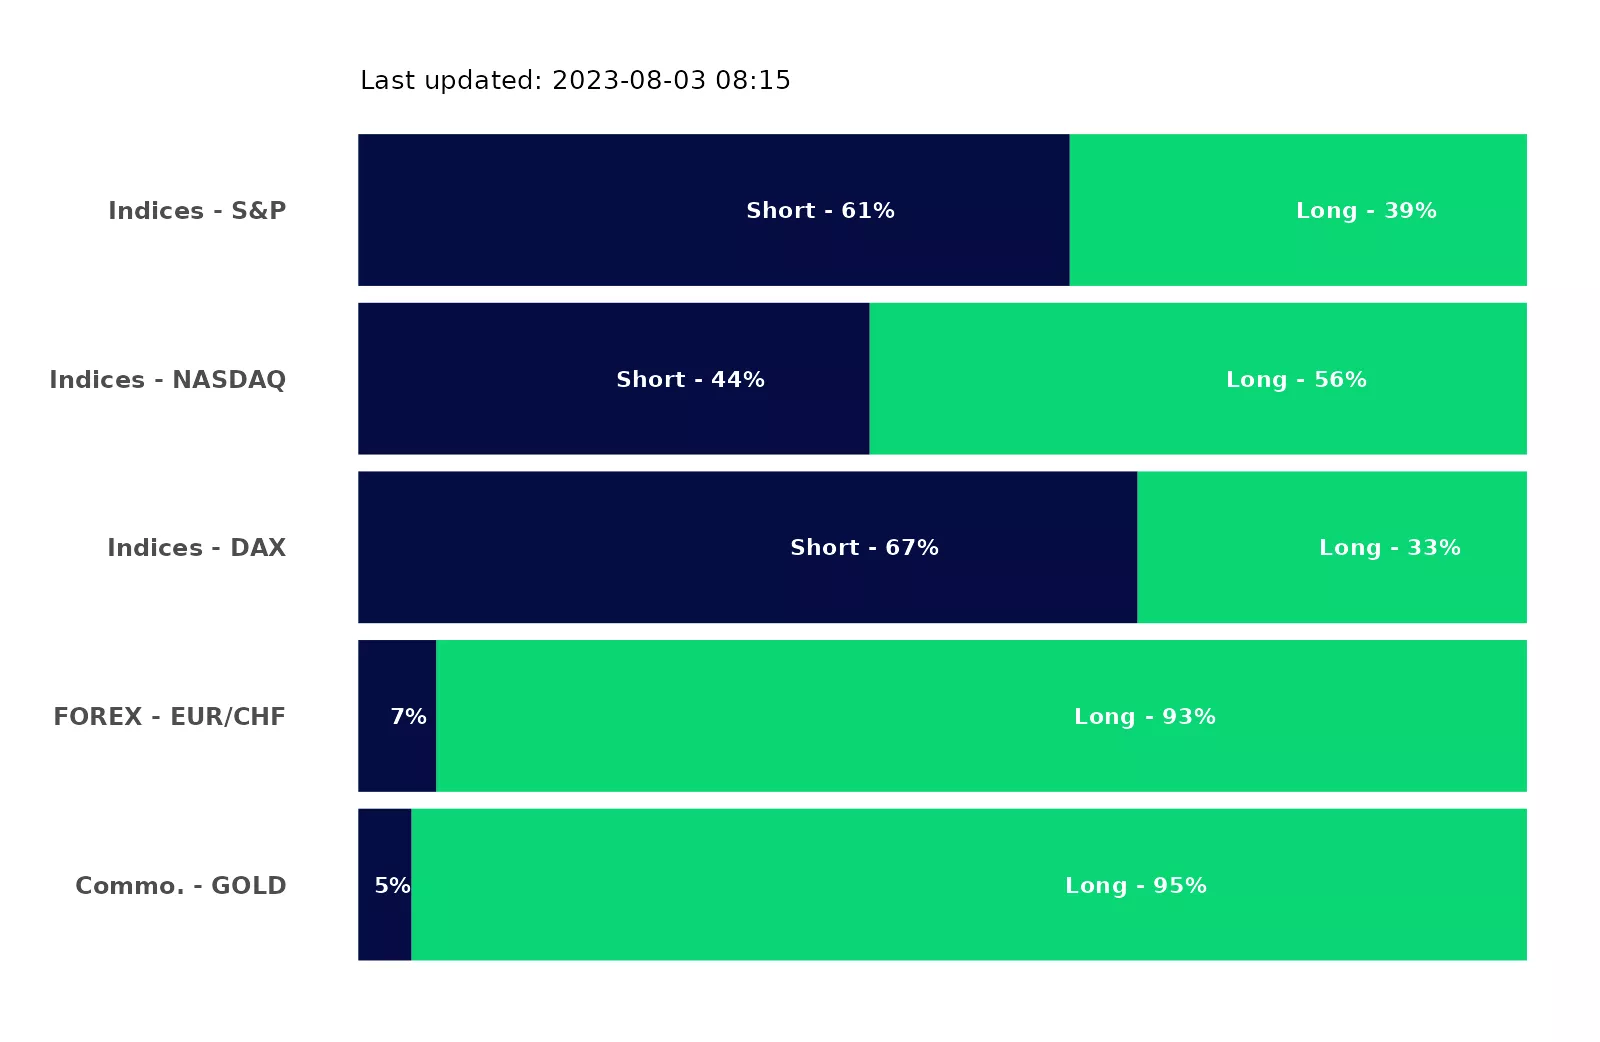 Last updated: 2023-08-03 08:15
Indices - S&P Short - 61% Long - 39%
Indices - NASDAQ Short - 44% Long - 56%
Indices - DAX Short - 67% Long - 33%
FOREX - EUR/CHF 7% Long - 93%
Commo. - GOLD 5% Long - 95%